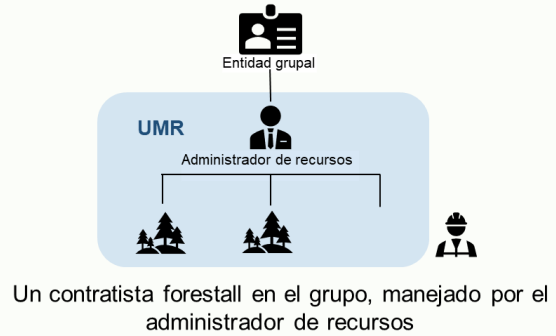 Entidad grupal
UMR
Administrador de recursos
Un contratista forestall en el grupo, manejado por el
administrador de recursos